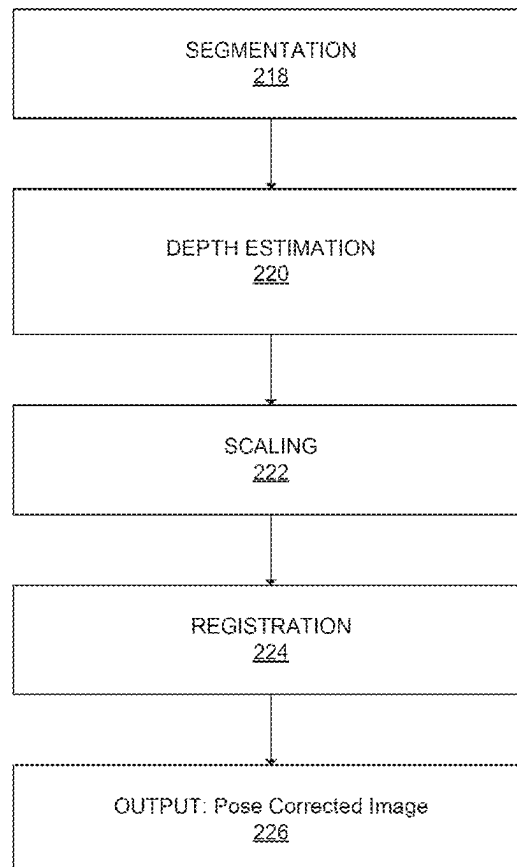 SEGMENTATION
218
DEPTH ESTIMATION
220
SCALING
222
REGISTRATION
224
OUTPUT: Pose Corrected Image
226